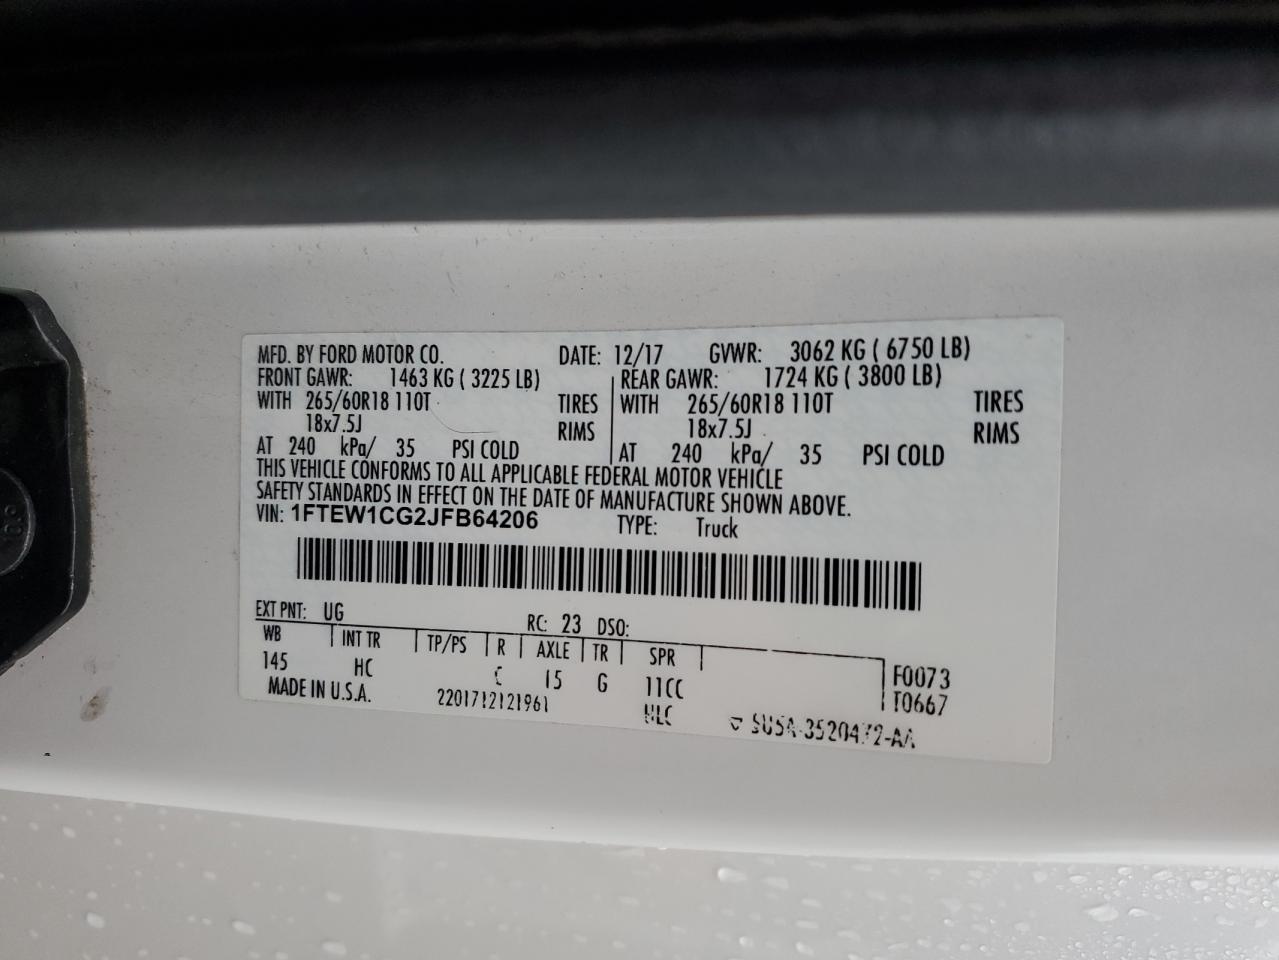 MFD. BY FORD MOTOR CO. DATE: 12/17 GVWR: 3062 KG ( 6750 LB)
FRONT GAWR: 1463 KG ( 3225 LB) REAR GAWR: 1724 KG ( 3800 LB)
WITH 265/60R18 110T TIRES WITH 265/60R18 110T TIRES
18x7.5J RIMS 18x7.5J RIMS
AT 240 kPa/ 35 PSI COLD AT 240 kPa/ 35 PSI COLD
THIS VEHICLE CONFORMS TO ALL APPLICABLE FEDERAL MOTOR VEHICLE
SAFETY STANDARDS IN EFFECT ON THE DATE OF MANUFACTURE SHOWN ABOVE.
VIN: 1FTEW1CG2JFB64206 TYPE: Truck
EXT PNT: UG RC: 23 DSO:
WB INT TR TP/PS R AXLE TR SPR
145 HC 15 G 11CC F0073
MADE IN U.S.A. 2201712121961 T0667